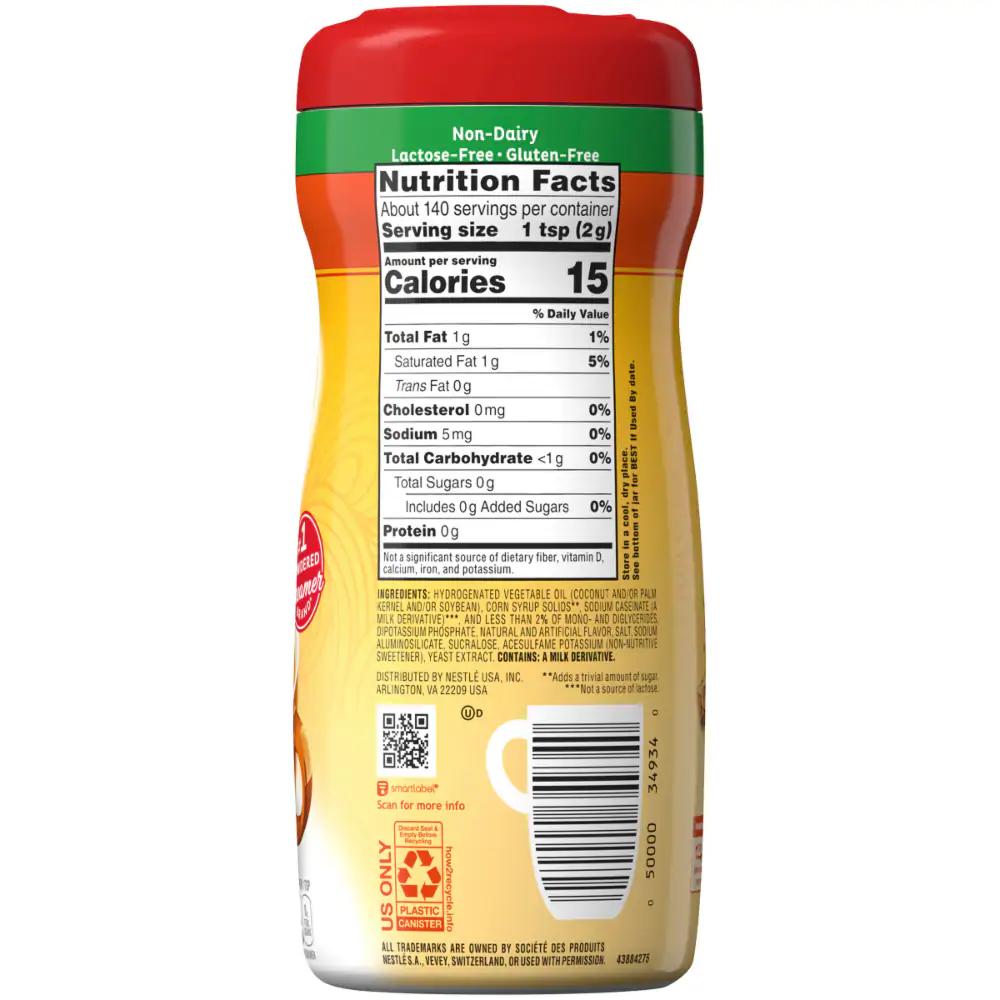 Non-Dairy
Lactose-Free • Gluten-Free
Nutrition Facts
About 140 servings per container
Serving size 1 tsp (2g)
Amount per serving
Calories 15
% Daily Value
Total Fat 1g 1%
Saturated Fat 1g 5%
Trans Fat 0g
Cholesterol 0mg 0%
Sodium 5mg 0%
Total Carbohydrate <1g 0%
Total Sugars 0g
Includes 0g Added Sugars 0%
Protein 0g
Not a significant source of dietary fiber, vitamin D,
calcium, iron, and potassium.
Store in a cool, dry place.
See bottom of jar for BEST If Used By date.
INGREDIENTS: HYDROGENATED VEGETABLE OIL (COCONUT AND/OR PALM
KERNEL AND/OR SOYBEAN), CORN SYRUP SOLIDS**, SODIUM CASEINATE (A
MILK DERIVATIVE)***, AND LESS THAN 2% OF MONO- AND DIGLYCERIDES,
DIPOTASSIUM PHOSPHATE, NATURAL AND ARTIFICIAL FLAVOR, SALT, SODIUM
ALUMINOSILICATE, SUCRALOSE, ACESULFAME POTASSIUM (NON-NUTRITIVE
SWEETENER), YEAST EXTRACT. CONTAINS: A MILK DERIVATIVE.
DISTRIBUTED BY NESTLÉ USA, INC.
ARLINGTON, VA 22209 USA
**Adds a trivial amount of sugar.
***Not a source of lactose.
U D
smartlabel®
Scan for more info
US ONLY
Discard Seal &
Empty Before
Recycling
PLASTIC
CANISTER
how2recycle.info
0 50000 34934 0
ALL TRADEMARKS ARE OWNED BY SOCIÉTÉ DES PRODUITS
NESTLÉ S.A., VEVEY, SWITZERLAND, OR USED WITH PERMISSION. 43884275